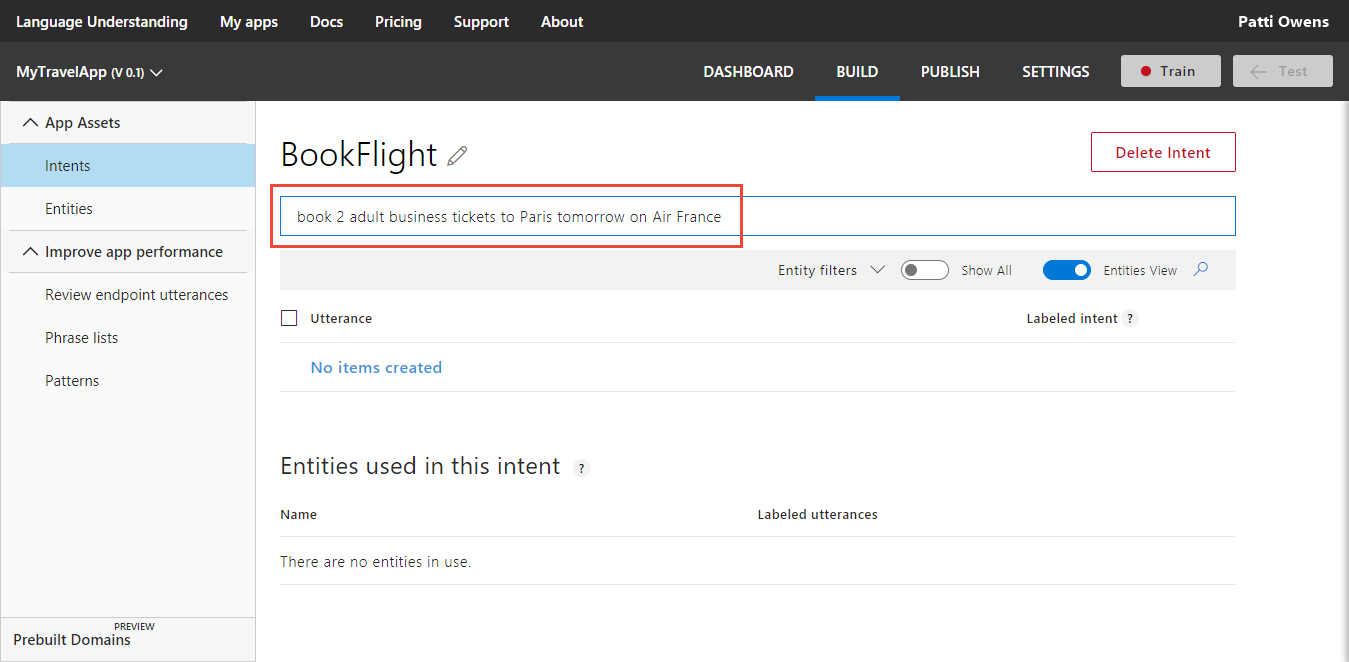 Language Understanding My apps Docs Pricing Support About Patti Owens
MyTravelApp (V 0.1) DASHBOARD BUILD PUBLISH SETTINGS Train Test
App Assets
Intents
Entities
Improve app performance
Review endpoint utterances
Phrase lists
Patterns
PREVIEW
Prebuilt Domains
BookFlight Delete Intent
book 2 adult business tickets to Paris tomorrow on Air France
Entity filters Show All Entities View
Utterance Labeled intent ?
No items created
Entities used in this intent ?
Name Labeled utterances
There are no entities in use.